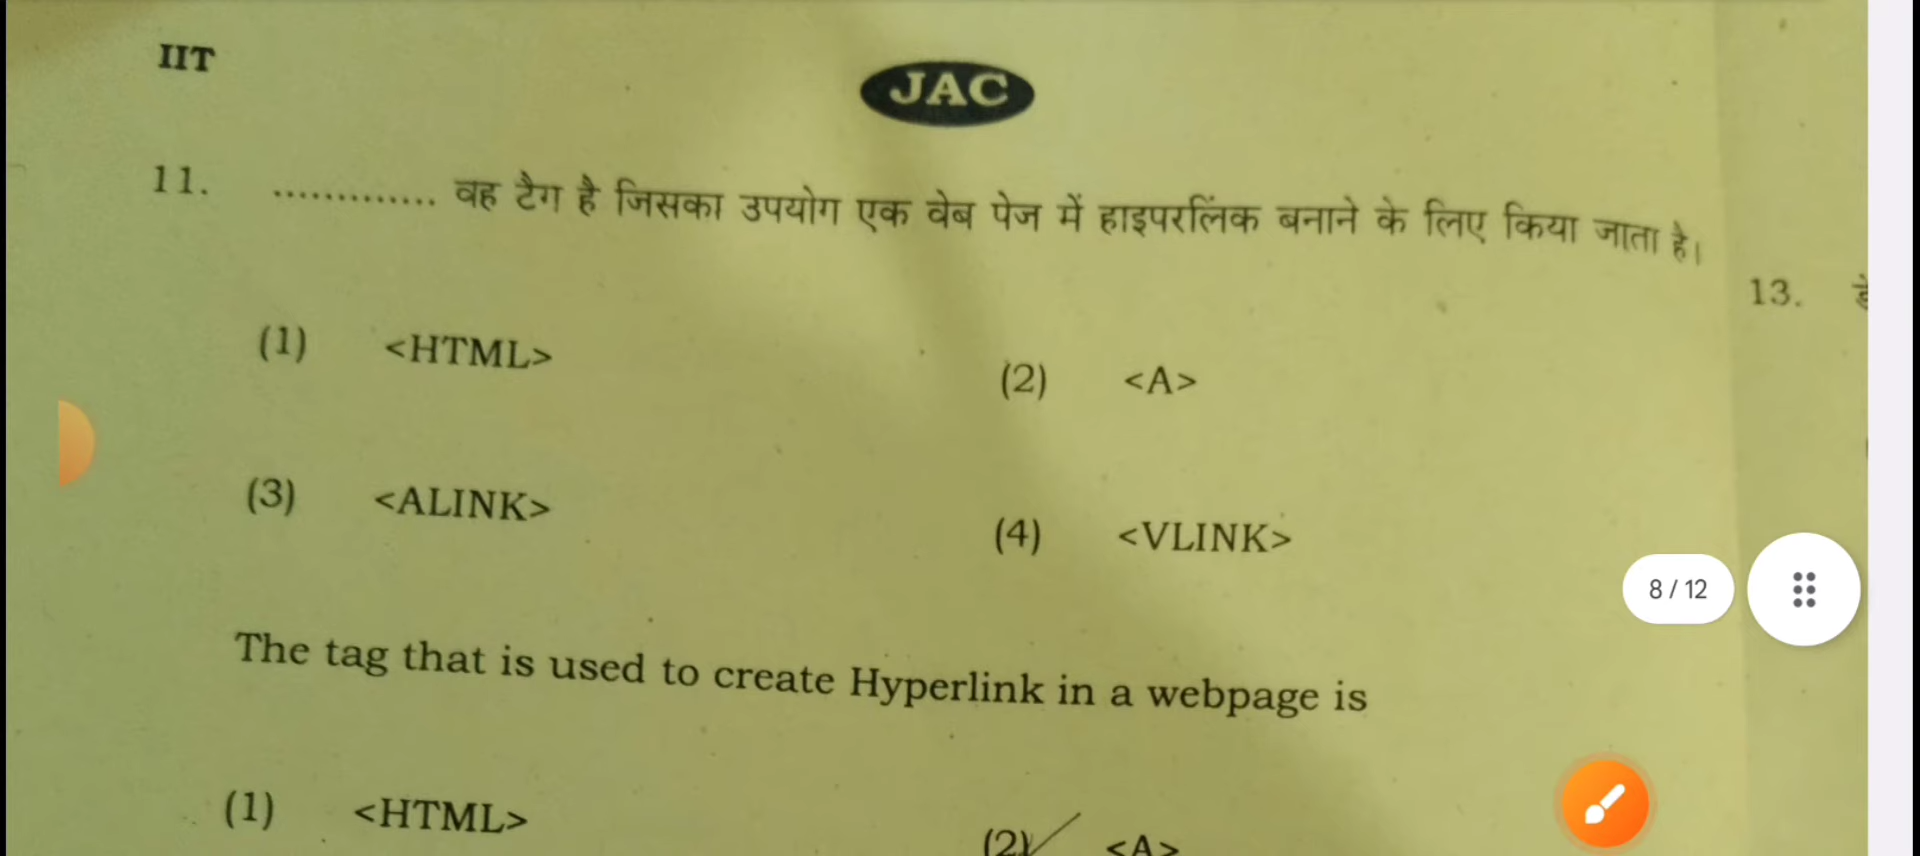 IIT
JAC
11. ............. वह टैग है जिसका उपयोग एक वेब पेज में हाइपरलिंक बनाने के लिए किया जाता है।
13.
(1) <HTML>
(2) <A>
(3) <ALINK>
(4) <VLINK>
8 / 12
The tag that is used to create Hyperlink in a webpage is
(1) <HTML>
(2) <A>